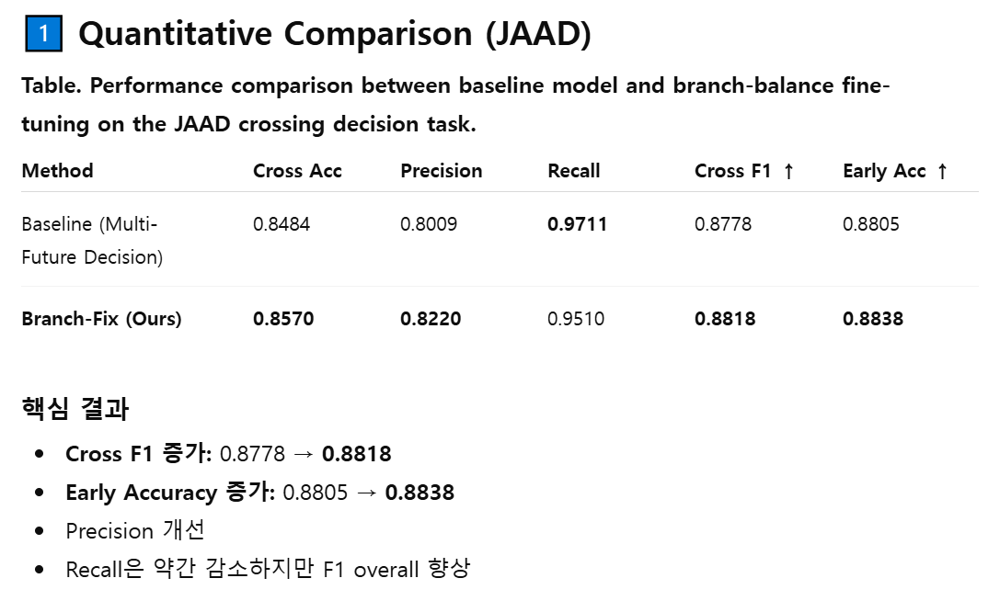 1 Quantitative Comparison (JAAD)
Table. Performance comparison between baseline model and branch-balance fine-
tuning on the JAAD crossing decision task.
Method Cross Acc Precision Recall Cross F1 ↑ Early Acc ↑
Baseline (Multi- 0.8484 0.8009 0.9711 0.8778 0.8805
Future Decision)
Branch-Fix (Ours) 0.8570 0.8220 0.9510 0.8818 0.8838
핵심 결과
• Cross F1 증가: 0.8778 → 0.8818
• Early Accuracy 증가: 0.8805 → 0.8838
• Precision 개선
• Recall은 약간 감소하지만 F1 overall 향상